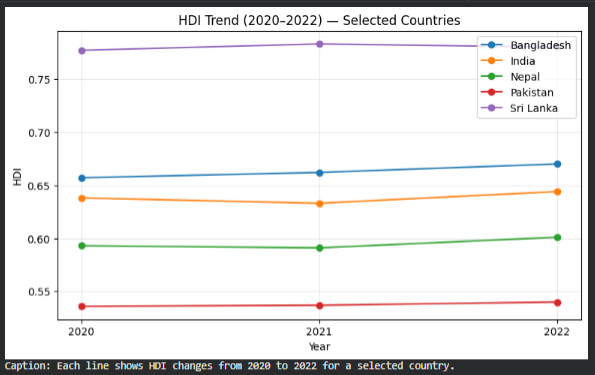 HDI Trend (2020–2022) — Selected Countries
Bangladesh
India
Nepal
Pakistan
Sri Lanka
0.75
0.70
0.65
0.60
0.55
HDI
2020 2021 2022
Year
Caption: Each line shows HDI changes from 2020 to 2022 for a selected country.